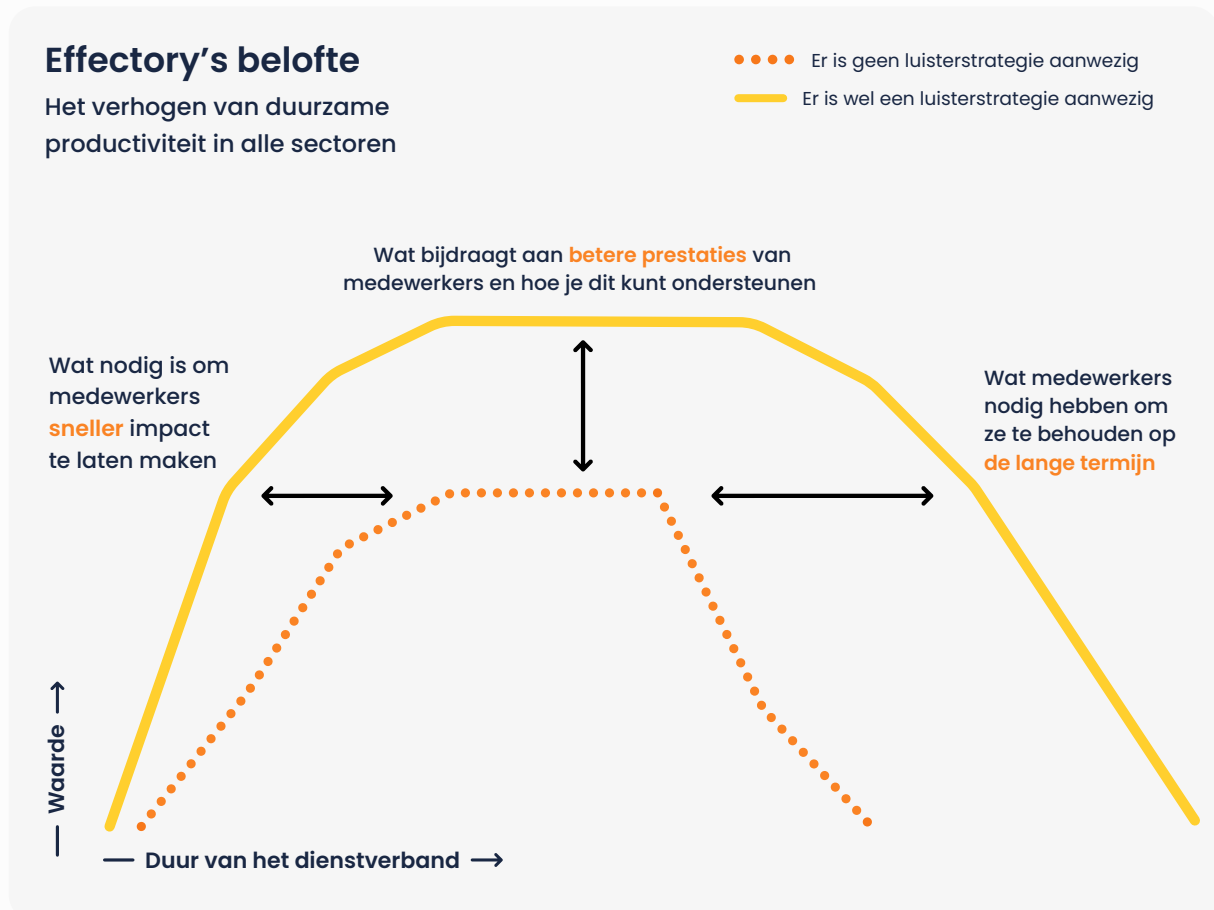 Effectory’s belofte
Het verhogen van duurzame
productiviteit in alle sectoren
Er is geen luisterstrategie aanwezig
Er is wel een luisterstrategie aanwezig
Wat bijdraagt aan betere prestaties van
medewerkers en hoe je dit kunt ondersteunen
Wat nodig is om
medewerkers
sneller impact
te laten maken
Wat medewerkers
nodig hebben om
ze te behouden op
de lange termijn
Waarde
Duur van het dienstverband